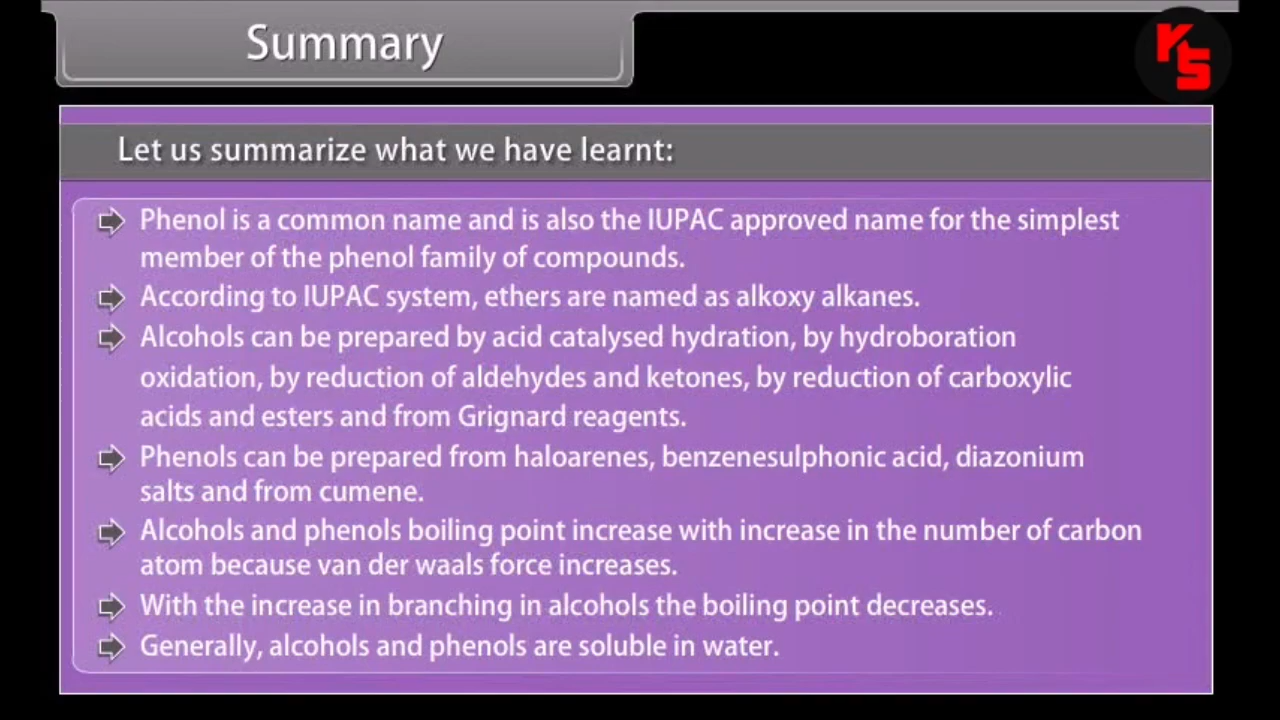 Summary
rts
Let us summarize what we have learnt:
Phenol is a common name and is also the IUPAC approved name for the simplest
member of the phenol family of compounds.
According to IUPAC system, ethers are named as alkoxy alkanes.
Alcohols can be prepared by acid catalysed hydration, by hydroboration
oxidation, by reduction of aldehydes and ketones, by reduction of carboxylic
acids and esters and from Grignard reagents.
Phenols can be prepared from haloarenes, benzenesulphonic acid, diazonium
salts and from cumene.
Alcohols and phenols boiling point increase with increase in the number of carbon
atom because van der waals force increases.
With the increase in branching in alcohols the boiling point decreases.
Generally, alcohols and phenols are soluble in water.